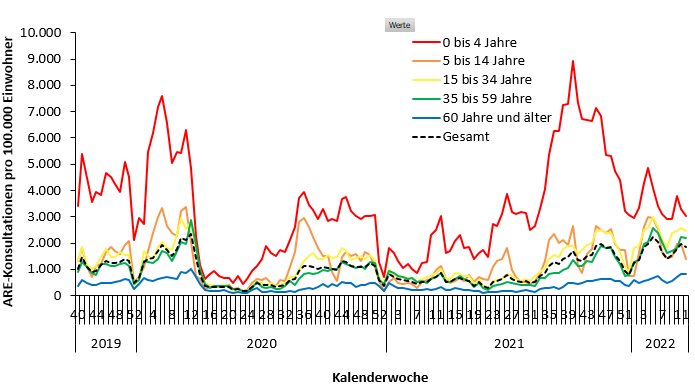 Werte
ARE-Konsultationen pro 100.000 Einwohner
10.000
9.000
8.000
7.000
6.000
5.000
4.000
3.000
2.000
1.000
0
0 bis 4 Jahre
5 bis 14 Jahre
15 bis 34 Jahre
35 bis 59 Jahre
60 Jahre und älter
Gesamt
40 44 48 52 4 8 12 16 20 24 28 32 36 40 44 48 52 3 7 11 15 19 23 27 31 35 39 43 47 51 3 7 11
2019 2020 2021 2022
Kalenderwoche